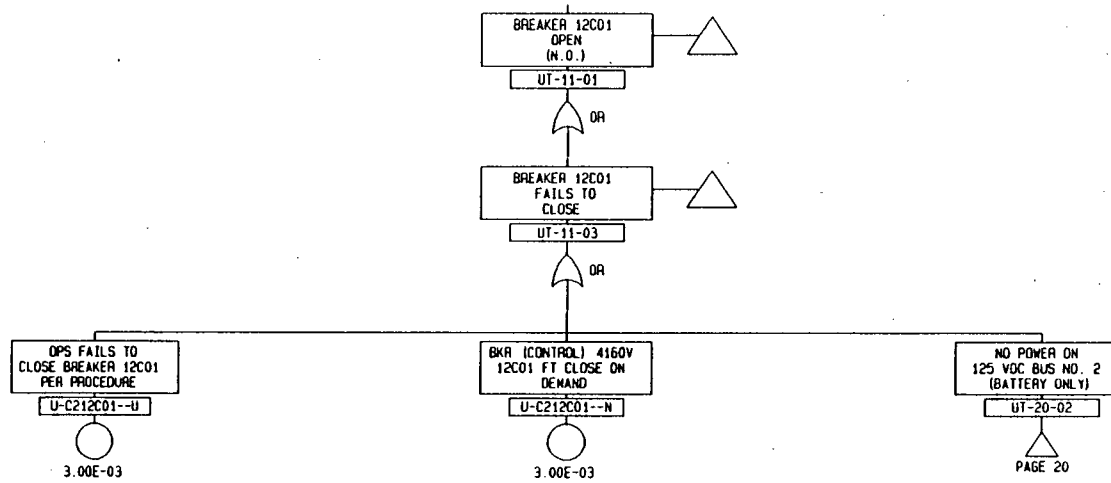 BREAKER 12C01
OPEN
(N.O.)
UT-11-01
OR
BREAKER 12C01
FAILS TO
CLOSE
UT-11-03
OR
OPS FAILS TO
CLOSE BREAKER 12C01
PER PROCEDURE
U-C212C01--U
3.00E-03
BKR (CONTROL) 4160V
12C01 FT CLOSE ON
DEMAND
U-C212C01--N
3.00E-03
NO POWER ON
125 VDC BUS NO. 2
(BATTERY ONLY)
UT-20-02
PAGE 20